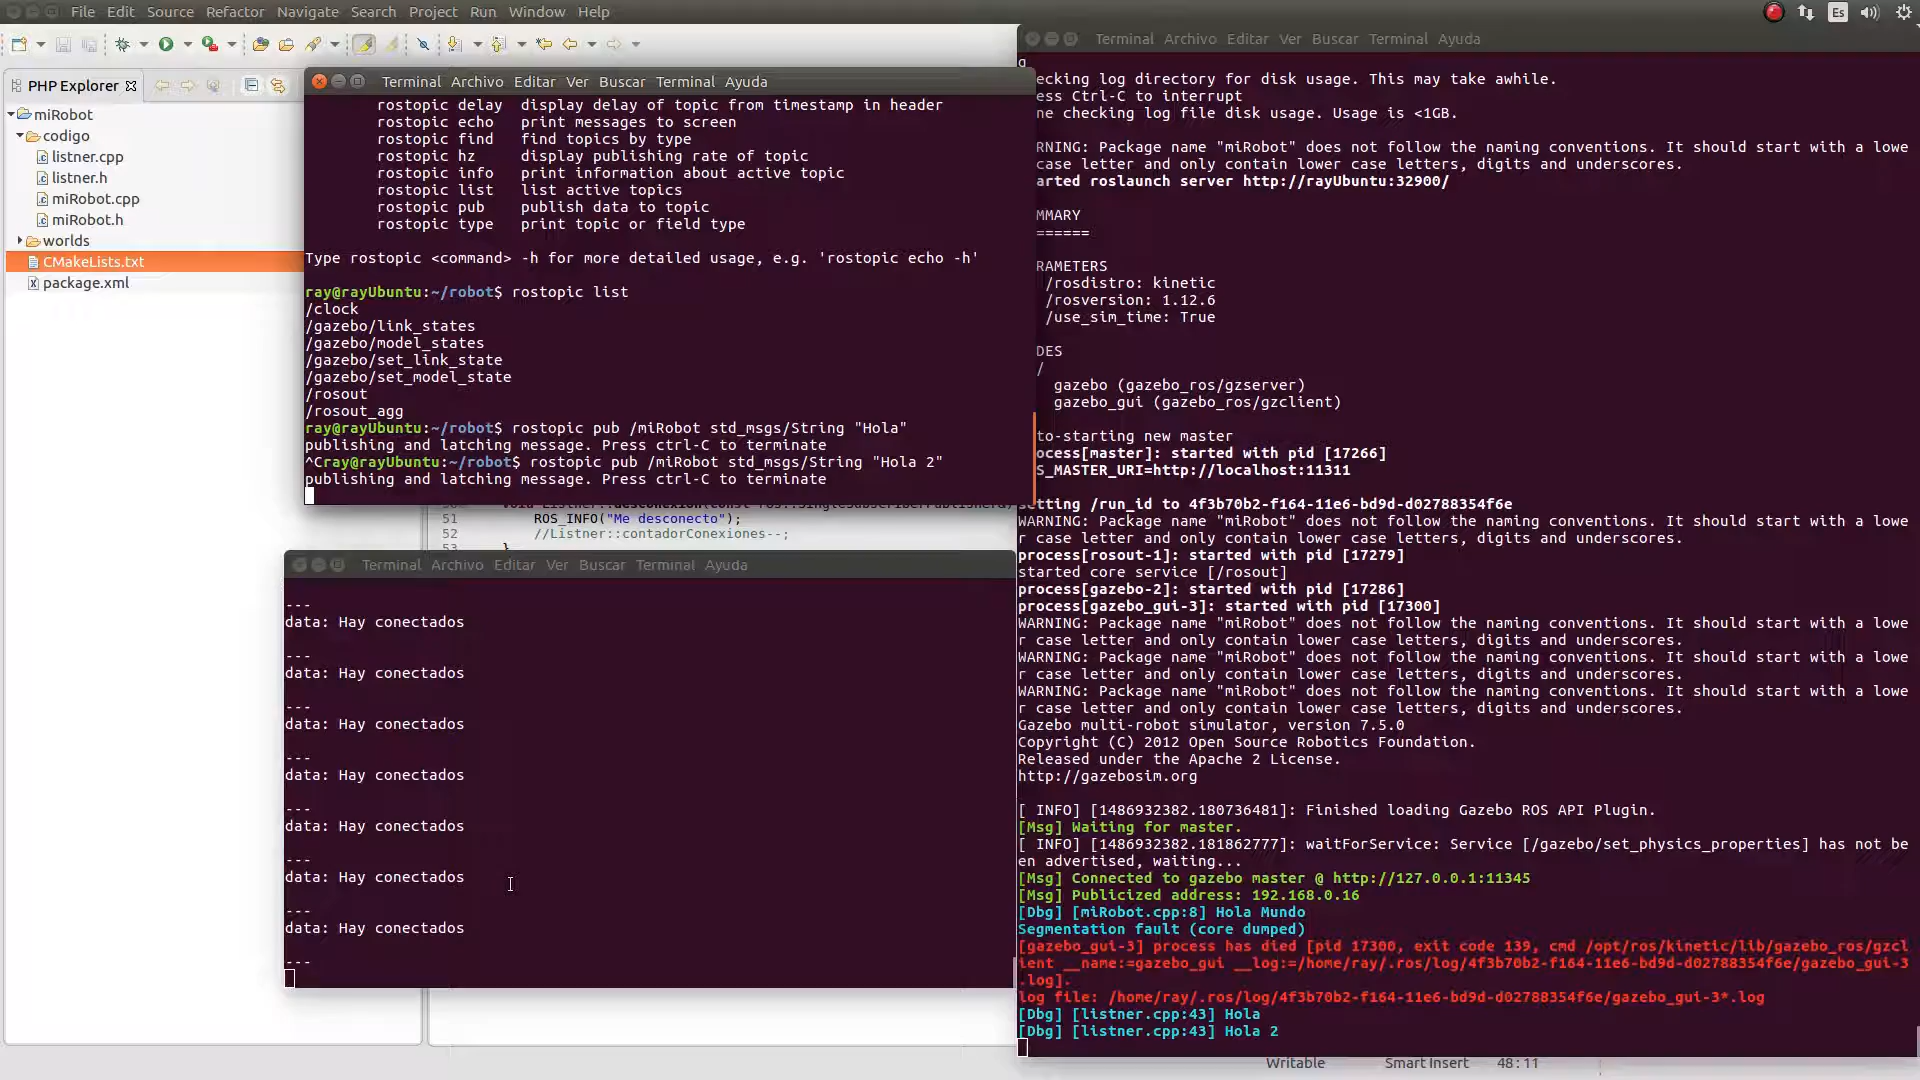 File Edit Source Refactor Navigate Search Project Run Window Help
Es
PHP Explorer
miRobot
codigo
listner.cpp
listner.h
miRobot.cpp
miRobot.h
worlds
CMakeLists.txt
package.xml
Terminal Archivo Editar Ver Buscar Terminal Ayuda
rostopic delay display delay of topic from timestamp in header
rostopic echo print messages to screen
rostopic find find topics by type
rostopic hz display publishing rate of topic
rostopic info print information about active topic
rostopic list list active topics
rostopic pub publish data to topic
rostopic type print topic or field type
Type rostopic <command> -h for more detailed usage, e.g. 'rostopic echo -h'
ray@rayUbuntu:~/robot$ rostopic list
/clock
/gazebo/link_states
/gazebo/model_states
/gazebo/set_link_state
/gazebo/set_model_state
/rosout
/rosout_agg
ray@rayUbuntu:~/robot$ rostopic pub /miRobot std_msgs/String "Hola"
publishing and latching message. Press ctrl-C to terminate
^Cray@rayUbuntu:~/robot$ rostopic pub /miRobot std_msgs/String "Hola 2"
publishing and latching message. Press ctrl-C to terminate
51 ROS_INFO("Me desconecto");
52 //Listner::contadorConexiones--;
53 }
Terminal Archivo Editar Ver Buscar Terminal Ayuda
---
data: Hay conectados
---
data: Hay conectados
---
data: Hay conectados
---
data: Hay conectados
---
data: Hay conectados
---
data: Hay conectados
---
data: Hay conectados
---
Terminal Archivo Editar Ver Buscar Terminal Ayuda
ecking log directory for disk usage. This may take awhile.
ess Ctrl-C to interrupt
ne checking log file disk usage. Usage is <1GB.
RNING: Package name "miRobot" does not follow the naming conventions. It should start with a lowe
case letter and only contain lower case letters, digits and underscores.
arted roslaunch server http://rayUbuntu:32900/
MMARY
======
RAMETERS
/rosdistro: kinetic
/rosversion: 1.12.6
/use_sim_time: True
DES
/
gazebo (gazebo_ros/gzserver)
gazebo_gui (gazebo_ros/gzclient)
to-starting new master
ocess[master]: started with pid [17266]
S_MASTER_URI=http://localhost:11311
etting /run_id to 4f3b70b2-f164-11e6-bd9d-d02788354f6e
WARNING: Package name "miRobot" does not follow the naming conventions. It should start with a lowe
r case letter and only contain lower case letters, digits and underscores.
process[rosout-1]: started with pid [17279]
started core service [/rosout]
process[gazebo-2]: started with pid [17286]
process[gazebo_gui-3]: started with pid [17300]
WARNING: Package name "miRobot" does not follow the naming conventions. It should start with a lowe
r case letter and only contain lower case letters, digits and underscores.
WARNING: Package name "miRobot" does not follow the naming conventions. It should start with a lowe
r case letter and only contain lower case letters, digits and underscores.
WARNING: Package name "miRobot" does not follow the naming conventions. It should start with a lowe
r case letter and only contain lower case letters, digits and underscores.
Gazebo multi-robot simulator, version 7.5.0
Copyright (C) 2012 Open Source Robotics Foundation.
Released under the Apache 2 License.
http://gazebosim.org
[ INFO] [1486932382.180736481]: Finished loading Gazebo ROS API Plugin.
[Msg] Waiting for master.
[ INFO] [1486932382.181862777]: waitForService: Service [/gazebo/set_physics_properties] has not be
en advertised, waiting...
[Msg] Connected to gazebo master @ http://127.0.0.1:11345
[Msg] Publicized address: 192.168.0.16
[Dbg] [miRobot.cpp:8] Hola Mundo
Segmentation fault (core dumped)
[gazebo_gui-3] process has died [pid 17300, exit code 139, cmd /opt/ros/kinetic/lib/gazebo_ros/gzcl
ient __name:=gazebo_gui __log:=/home/ray/.ros/log/4f3b70b2-f164-11e6-bd9d-d02788354f6e/gazebo_gui-3
.log].
log file: /home/ray/.ros/log/4f3b70b2-f164-11e6-bd9d-d02788354f6e/gazebo_gui-3*.log
[Dbg] [listner.cpp:43] Hola
[Dbg] [listner.cpp:43] Hola 2
Writable Smart Insert 48:11